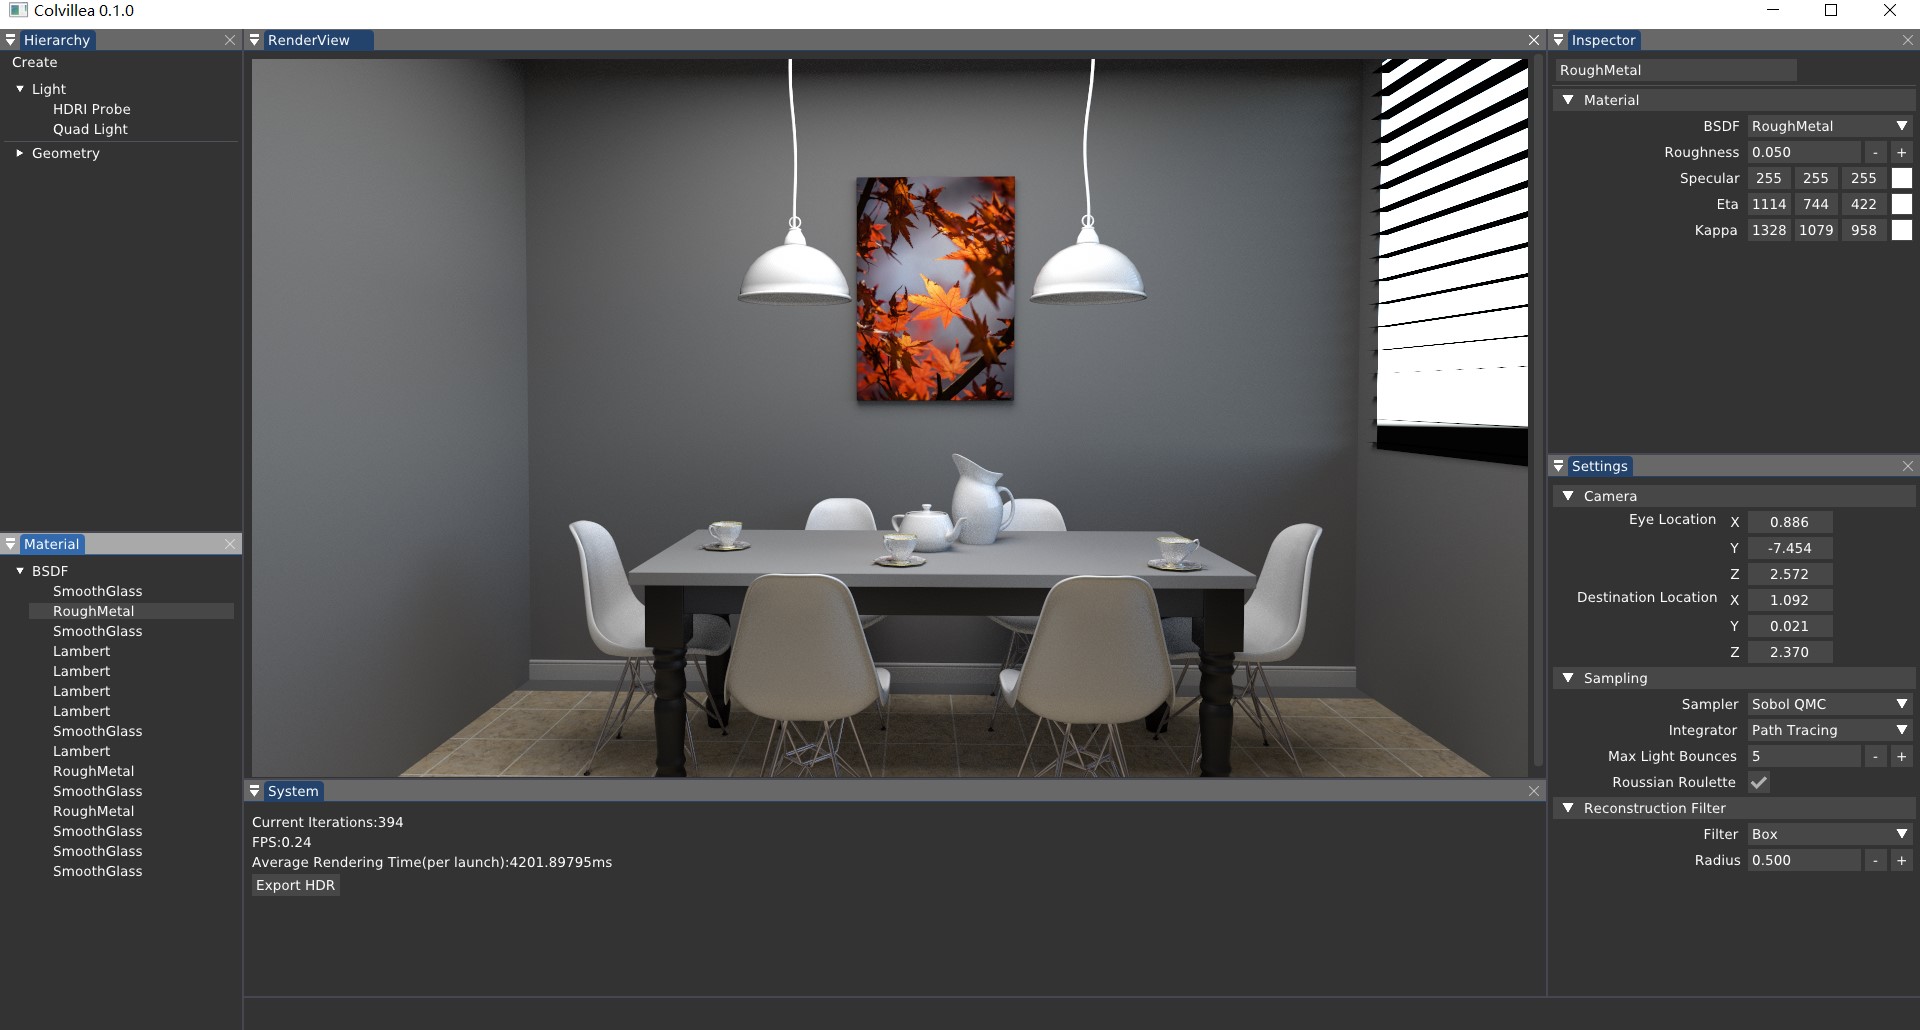 Colvillea 0.1.0
Hierarchy
Create
Light
HDRI Probe
Quad Light
Geometry
Material
BSDF
SmoothGlass
RoughMetal
SmoothGlass
Lambert
Lambert
Lambert
Lambert
SmoothGlass
Lambert
RoughMetal
SmoothGlass
RoughMetal
SmoothGlass
SmoothGlass
SmoothGlass
RenderView
System
Current Iterations:394
FPS:0.24
Average Rendering Time(per launch):4201.89795ms
Export HDR
Inspector
RoughMetal
Material
BSDF RoughMetal
Roughness 0.050 - +
Specular 255 255 255
Eta 1114 744 422
Kappa 1328 1079 958
Settings
Camera
Eye Location X 0.886
Y -7.454
Z 2.572
Destination Location X 1.092
Y 0.021
Z 2.370
Sampling
Sampler Sobol QMC
Integrator Path Tracing
Max Light Bounces 5 - +
Roussian Roulette
Reconstruction Filter
Filter Box
Radius 0.500 - +